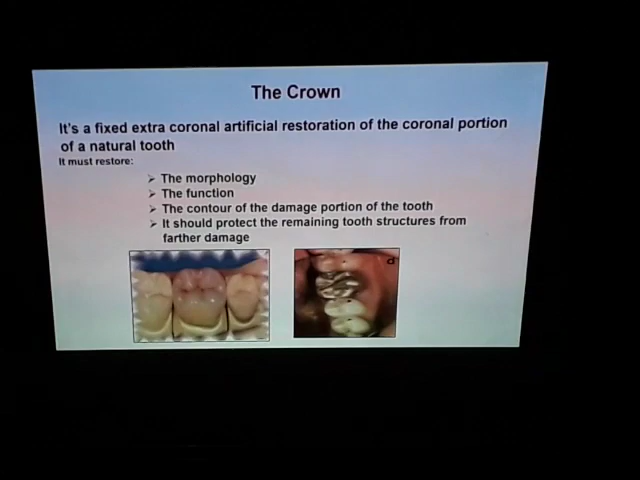 The Crown
It's a fixed extra coronal artificial restoration of the coronal portion
of a natural tooth
It must restore:
➢ The morphology
➢ The function
➢ The contour of the damage portion of the tooth
➢ It should protect the remaining tooth structures from
farther damage
d